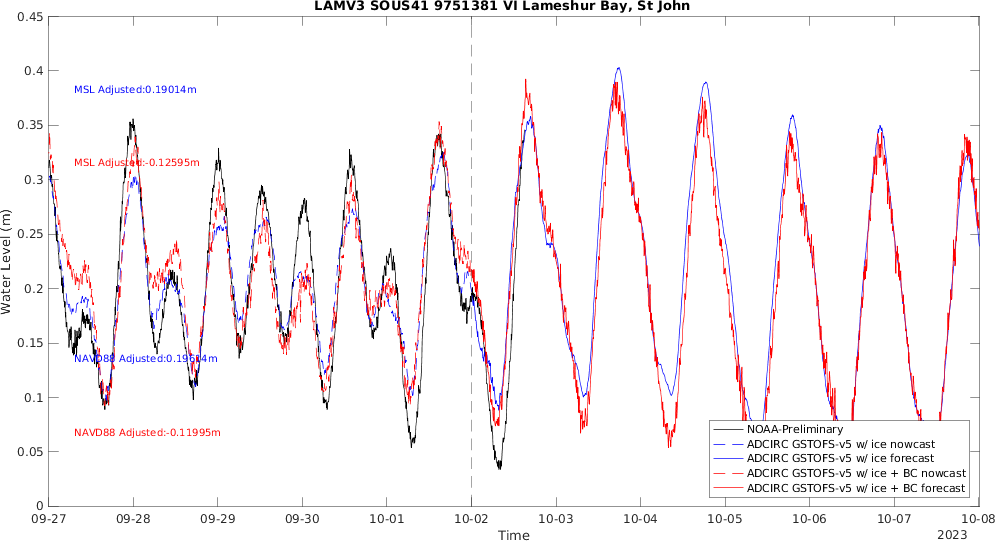 LAMV3 SOUS41 9751381 VI Lameshur Bay, St John
0.45
0.4
0.35
0.3
0.25
0.2
0.15
0.1
0.05
0
Water Level (m)
MSL Adjusted:0.19014m
MSL Adjusted:-0.12595m
NAVD88 Adjusted:0.19614m
NAVD88 Adjusted:-0.11995m
NOAA-Preliminary
ADCIRC GSTOFS-v5 w/ ice nowcast
ADCIRC GSTOFS-v5 w/ ice forecast
ADCIRC GSTOFS-v5 w/ ice + BC nowcast
ADCIRC GSTOFS-v5 w/ ice + BC forecast
09-27 09-28 09-29 09-30 10-01 10-02 10-03 10-04 10-05 10-06 10-07 10-08
Time
2023